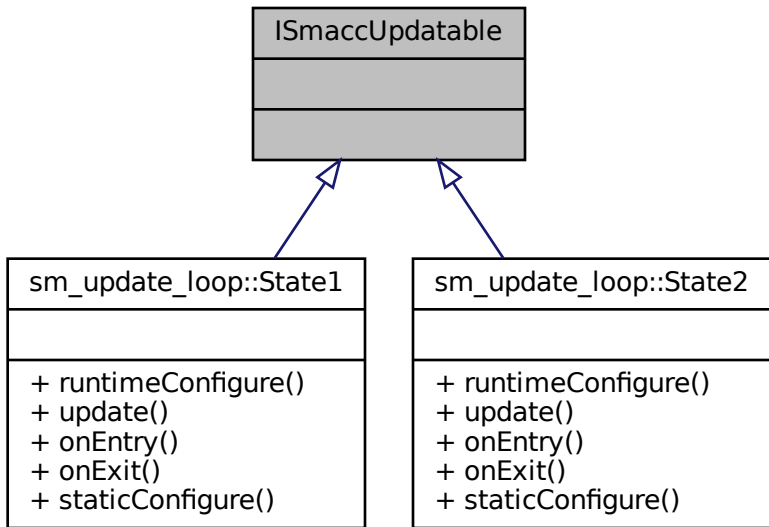 ISmaccUpdatable
sm_update_loop::State1
+ runtimeConfigure()
+ update()
+ onEntry()
+ onExit()
+ staticConfigure()
sm_update_loop::State2
+ runtimeConfigure()
+ update()
+ onEntry()
+ onExit()
+ staticConfigure()